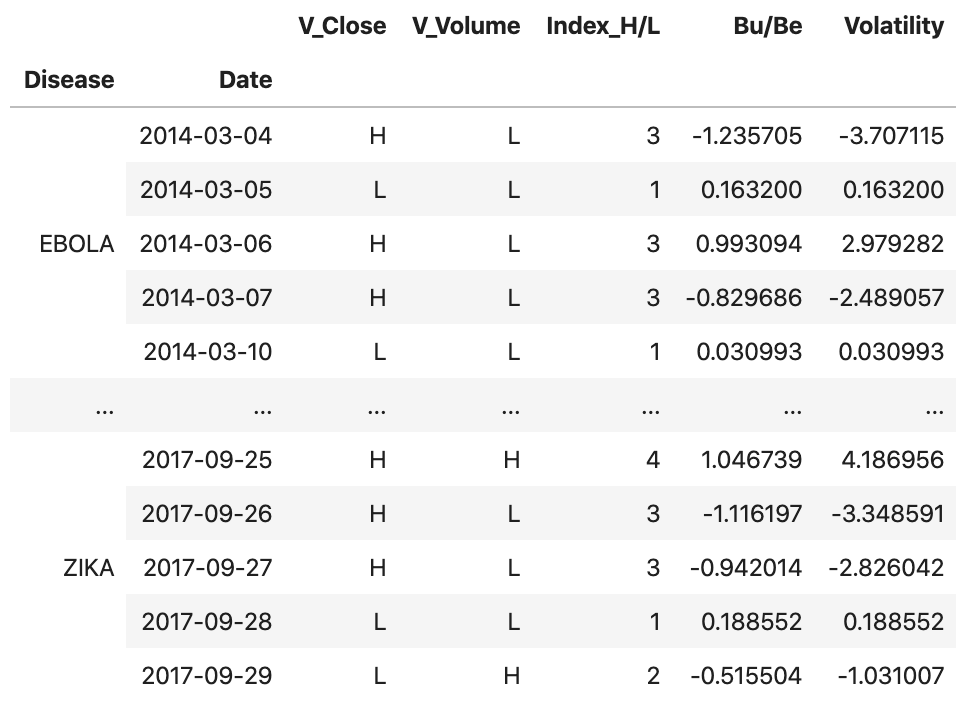 V_Close V_Volume Index_H/L Bu/Be Volatility
Disease Date
2014-03-04 H L 3 -1.235705 -3.707115
2014-03-05 L L 1 0.163200 0.163200
EBOLA 2014-03-06 H L 3 0.993094 2.979282
2014-03-07 H L 3 -0.829686 -2.489057
2014-03-10 L L 1 0.030993 0.030993
... ... ... ... ... ... ...
2017-09-25 H H 4 1.046739 4.186956
2017-09-26 H L 3 -1.116197 -3.348591
ZIKA 2017-09-27 H L 3 -0.942014 -2.826042
2017-09-28 L L 1 0.188552 0.188552
2017-09-29 L H 2 -0.515504 -1.031007